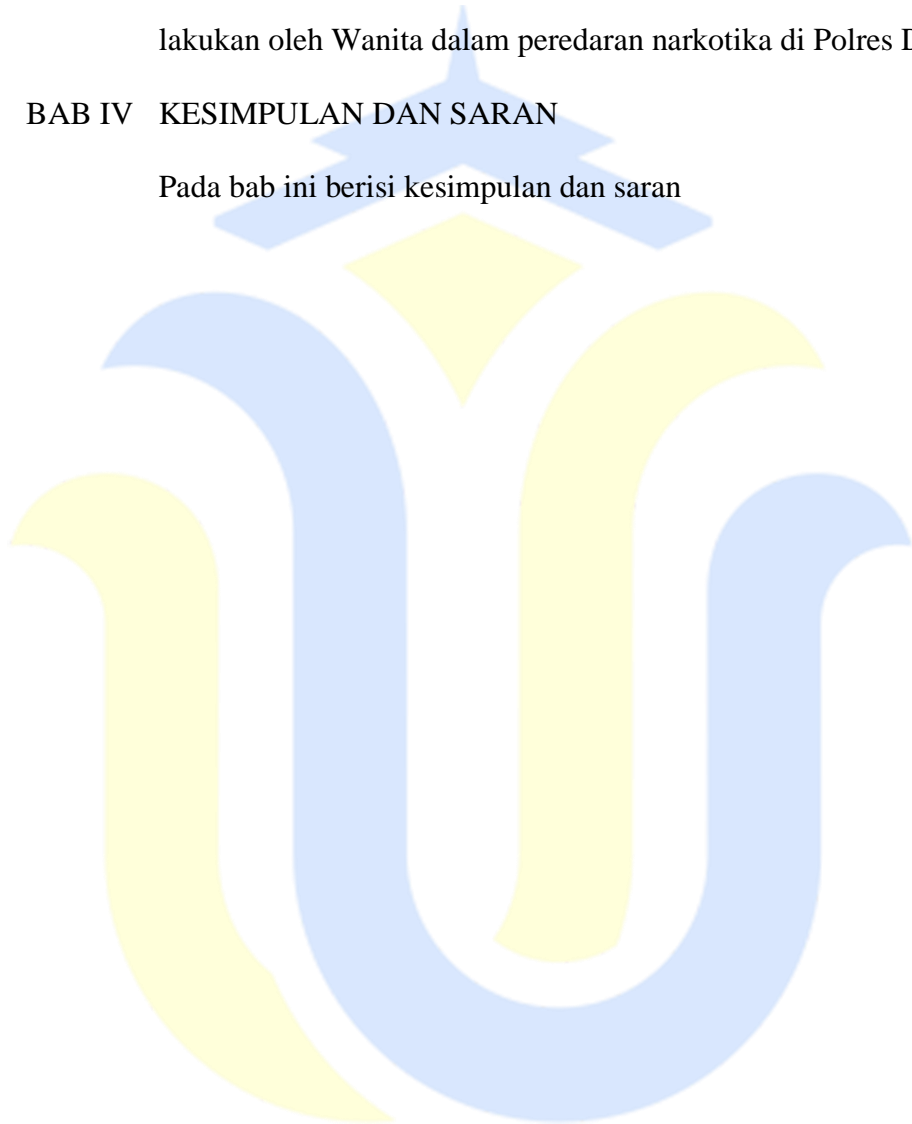 lakukan oleh Wanita dalam peredaran narkotika di Polres
BAB IV KESIMPULAN DAN SARAN
Pada bab ini berisi kesimpulan dan saran